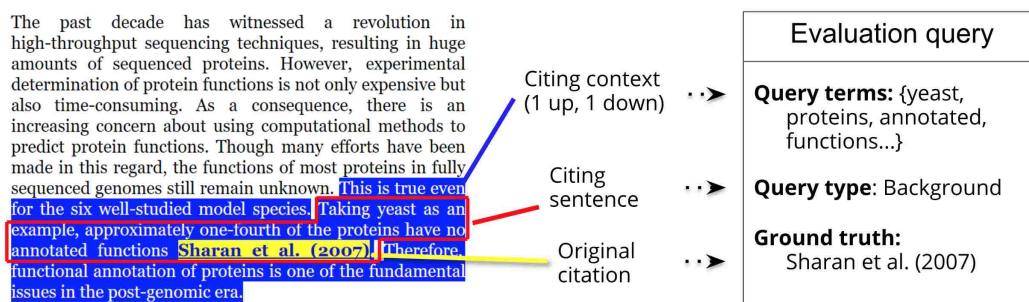 The past decade has witnessed a revolution in
high-throughput sequencing techniques, resulting in huge
amounts of sequenced proteins. However, experimental
determination of protein functions is not only expensive but
also time-consuming. As a consequence, there is an
increasing concern about using computational methods to
predict protein functions. Though many efforts have been
made in this regard, the functions of most proteins in fully
sequenced genomes still remain unknown. This is true even
for the six well-studied model species. Taking yeast as an
example, approximately one-fourth of the proteins have no
annotated functions Sharan et al. (2007). Therefore,
functional annotation of proteins is one of the fundamental
issues in the post-genomic era.
Citing context
(1 up, 1 down)
Citing
sentence
Original
citation
Evaluation query
Query terms: {yeast,
proteins, annotated,
functions...}
Query type: Background
Ground truth:
Sharan et al. (2007)